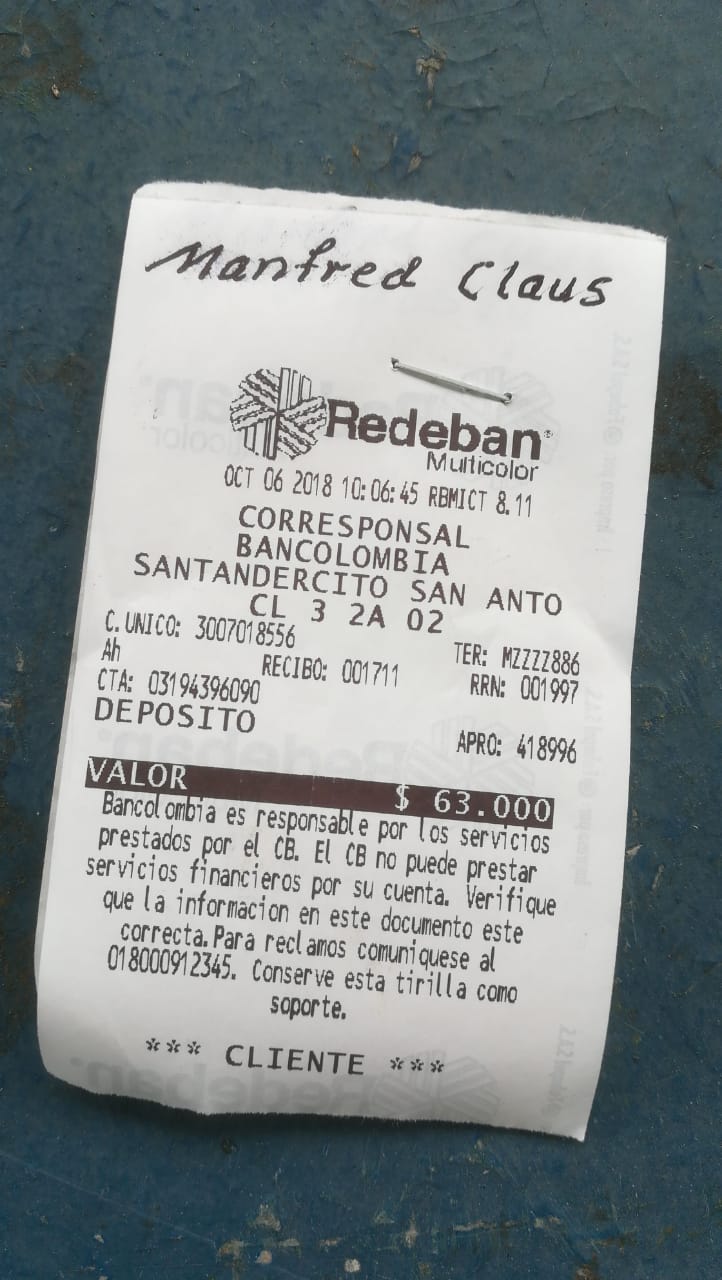 Manfred Claus
Redeban®
Multicolor
OCT 06 2018 10:06:45 RBMICT 8.11
CORRESPONSAL
BANCOLOMBIA
SANTANDERCITO SAN ANTO
CL 3 2A 02
C. UNICO: 3007018556 TER: MZZZZ886
Ah RECIBO: 001711 RRN: 001997
CTA: 03194396090
DEPOSITO APRO: 418996
VALOR $ 63.000
Bancolombia es responsable por los servicios
prestados por el CB. El CB no puede prestar
servicios financieros por su cuenta. Verifique
que la informacion en este documento este
correcta.Para reclamos comuniquese al
018000912345. Conserve esta tirilla como
soporte.
*** CLIENTE ***